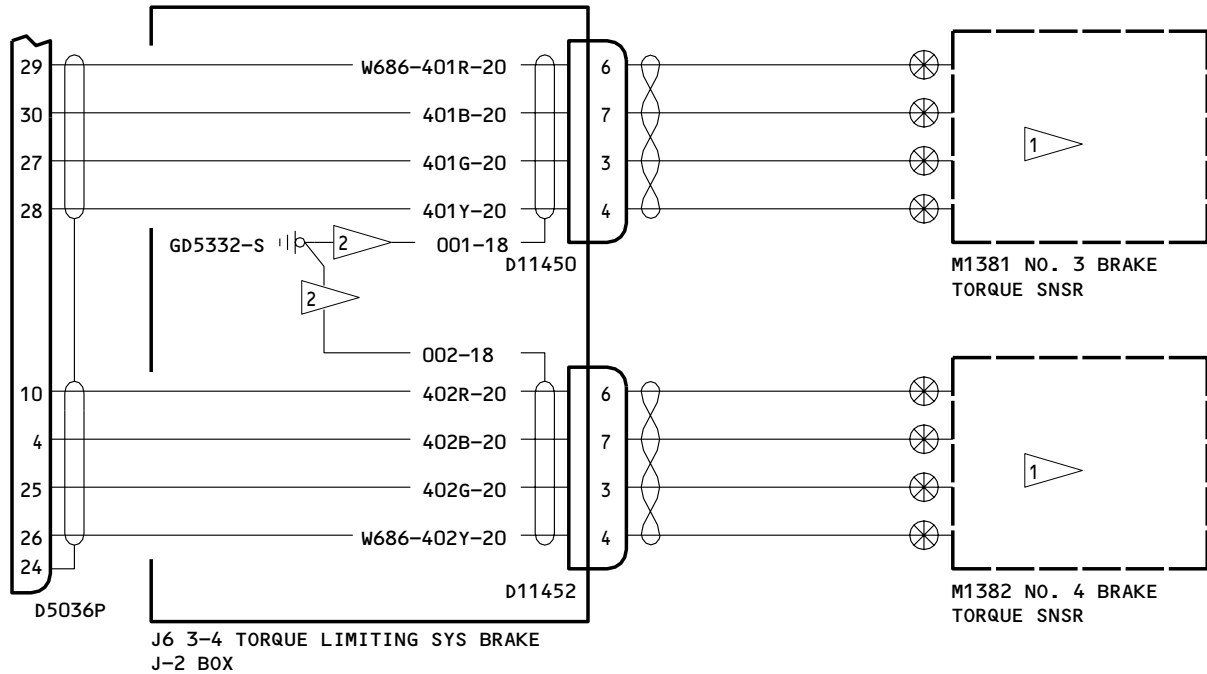 29 W686-401R-20 6
30 401B-20 7
27 401G-20 3
28 401Y-20 4
1
GD5332-S 2 001-18
D11450
M1381 NO. 3 BRAKE
TORQUE SNSR
2
002-18
10 402R-20 6
4 402B-20 7
25 402G-20 3
26 W686-402Y-20 4
1
24
D5036P
D11452
M1382 NO. 4 BRAKE
TORQUE SNSR
J6 3-4 TORQUE LIMITING SYS BRAKE
J-2 BOX